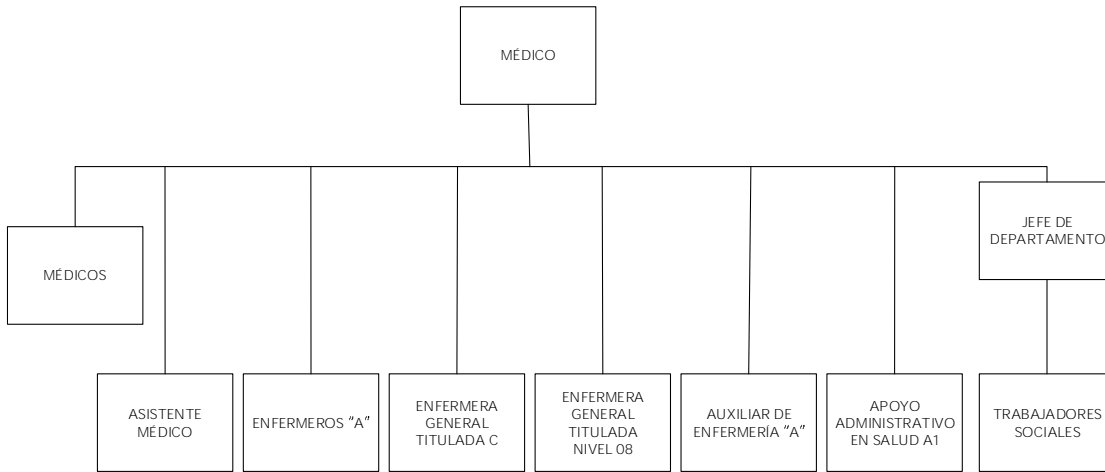 MÉDICO
JEFE DE
DEPARTAMENTO
MÉDICOS
ASISTENTE
MÉDICO
ENFERMEROS "A"
ENFERMERA
GENERAL
TITULADA C
ENFERMERA
GENERAL
TITULADA
NIVEL 08
AUXILIAR DE
ENFERMERÍA "A"
APOYO
ADMINISTRATIVO
EN SALUD A1
TRABAJADORES
SOCIALES